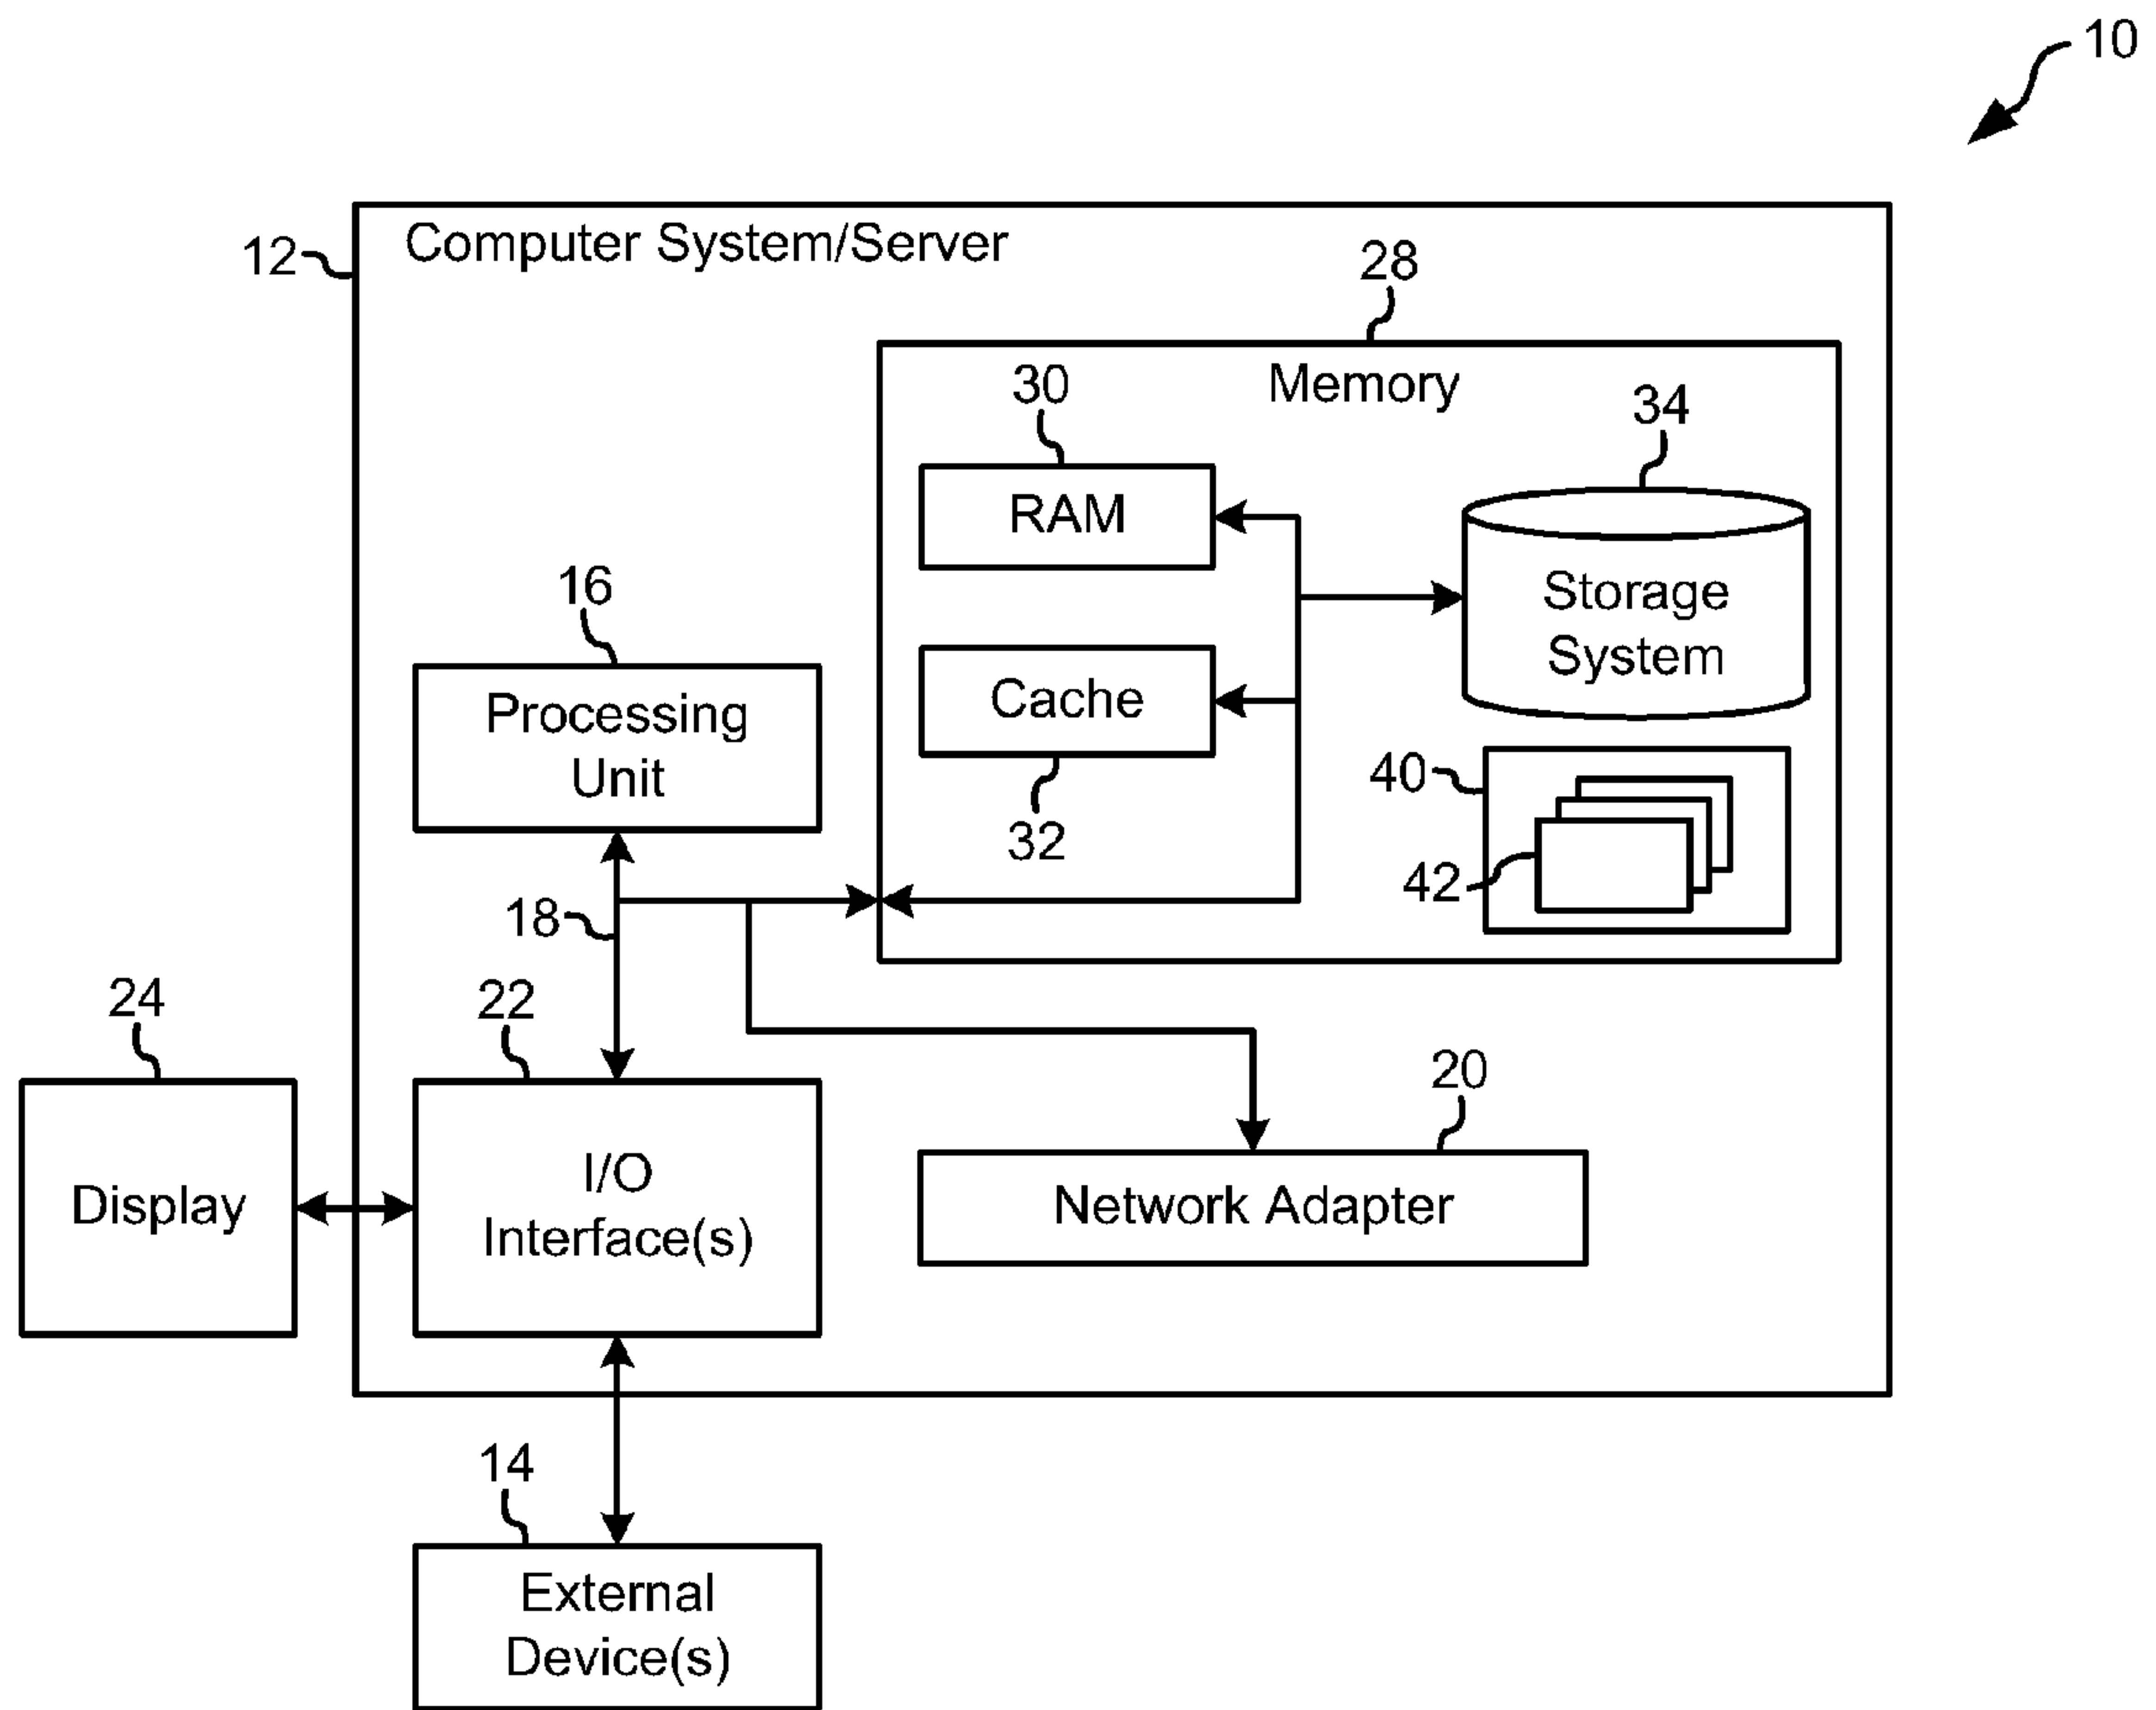 10
12
Computer System/Server
28
Memory
30
RAM
34
Storage
System
16
Processing
Unit
Cache
32
40
42
18
24
Display
22
I/O
Interface(s)
20
Network Adapter
14
External
Device(s)